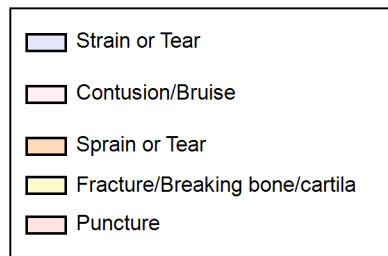 Strain or Tear
Contusion/Bruise
Sprain or Tear
Fracture/Breaking bone/cartila
Puncture